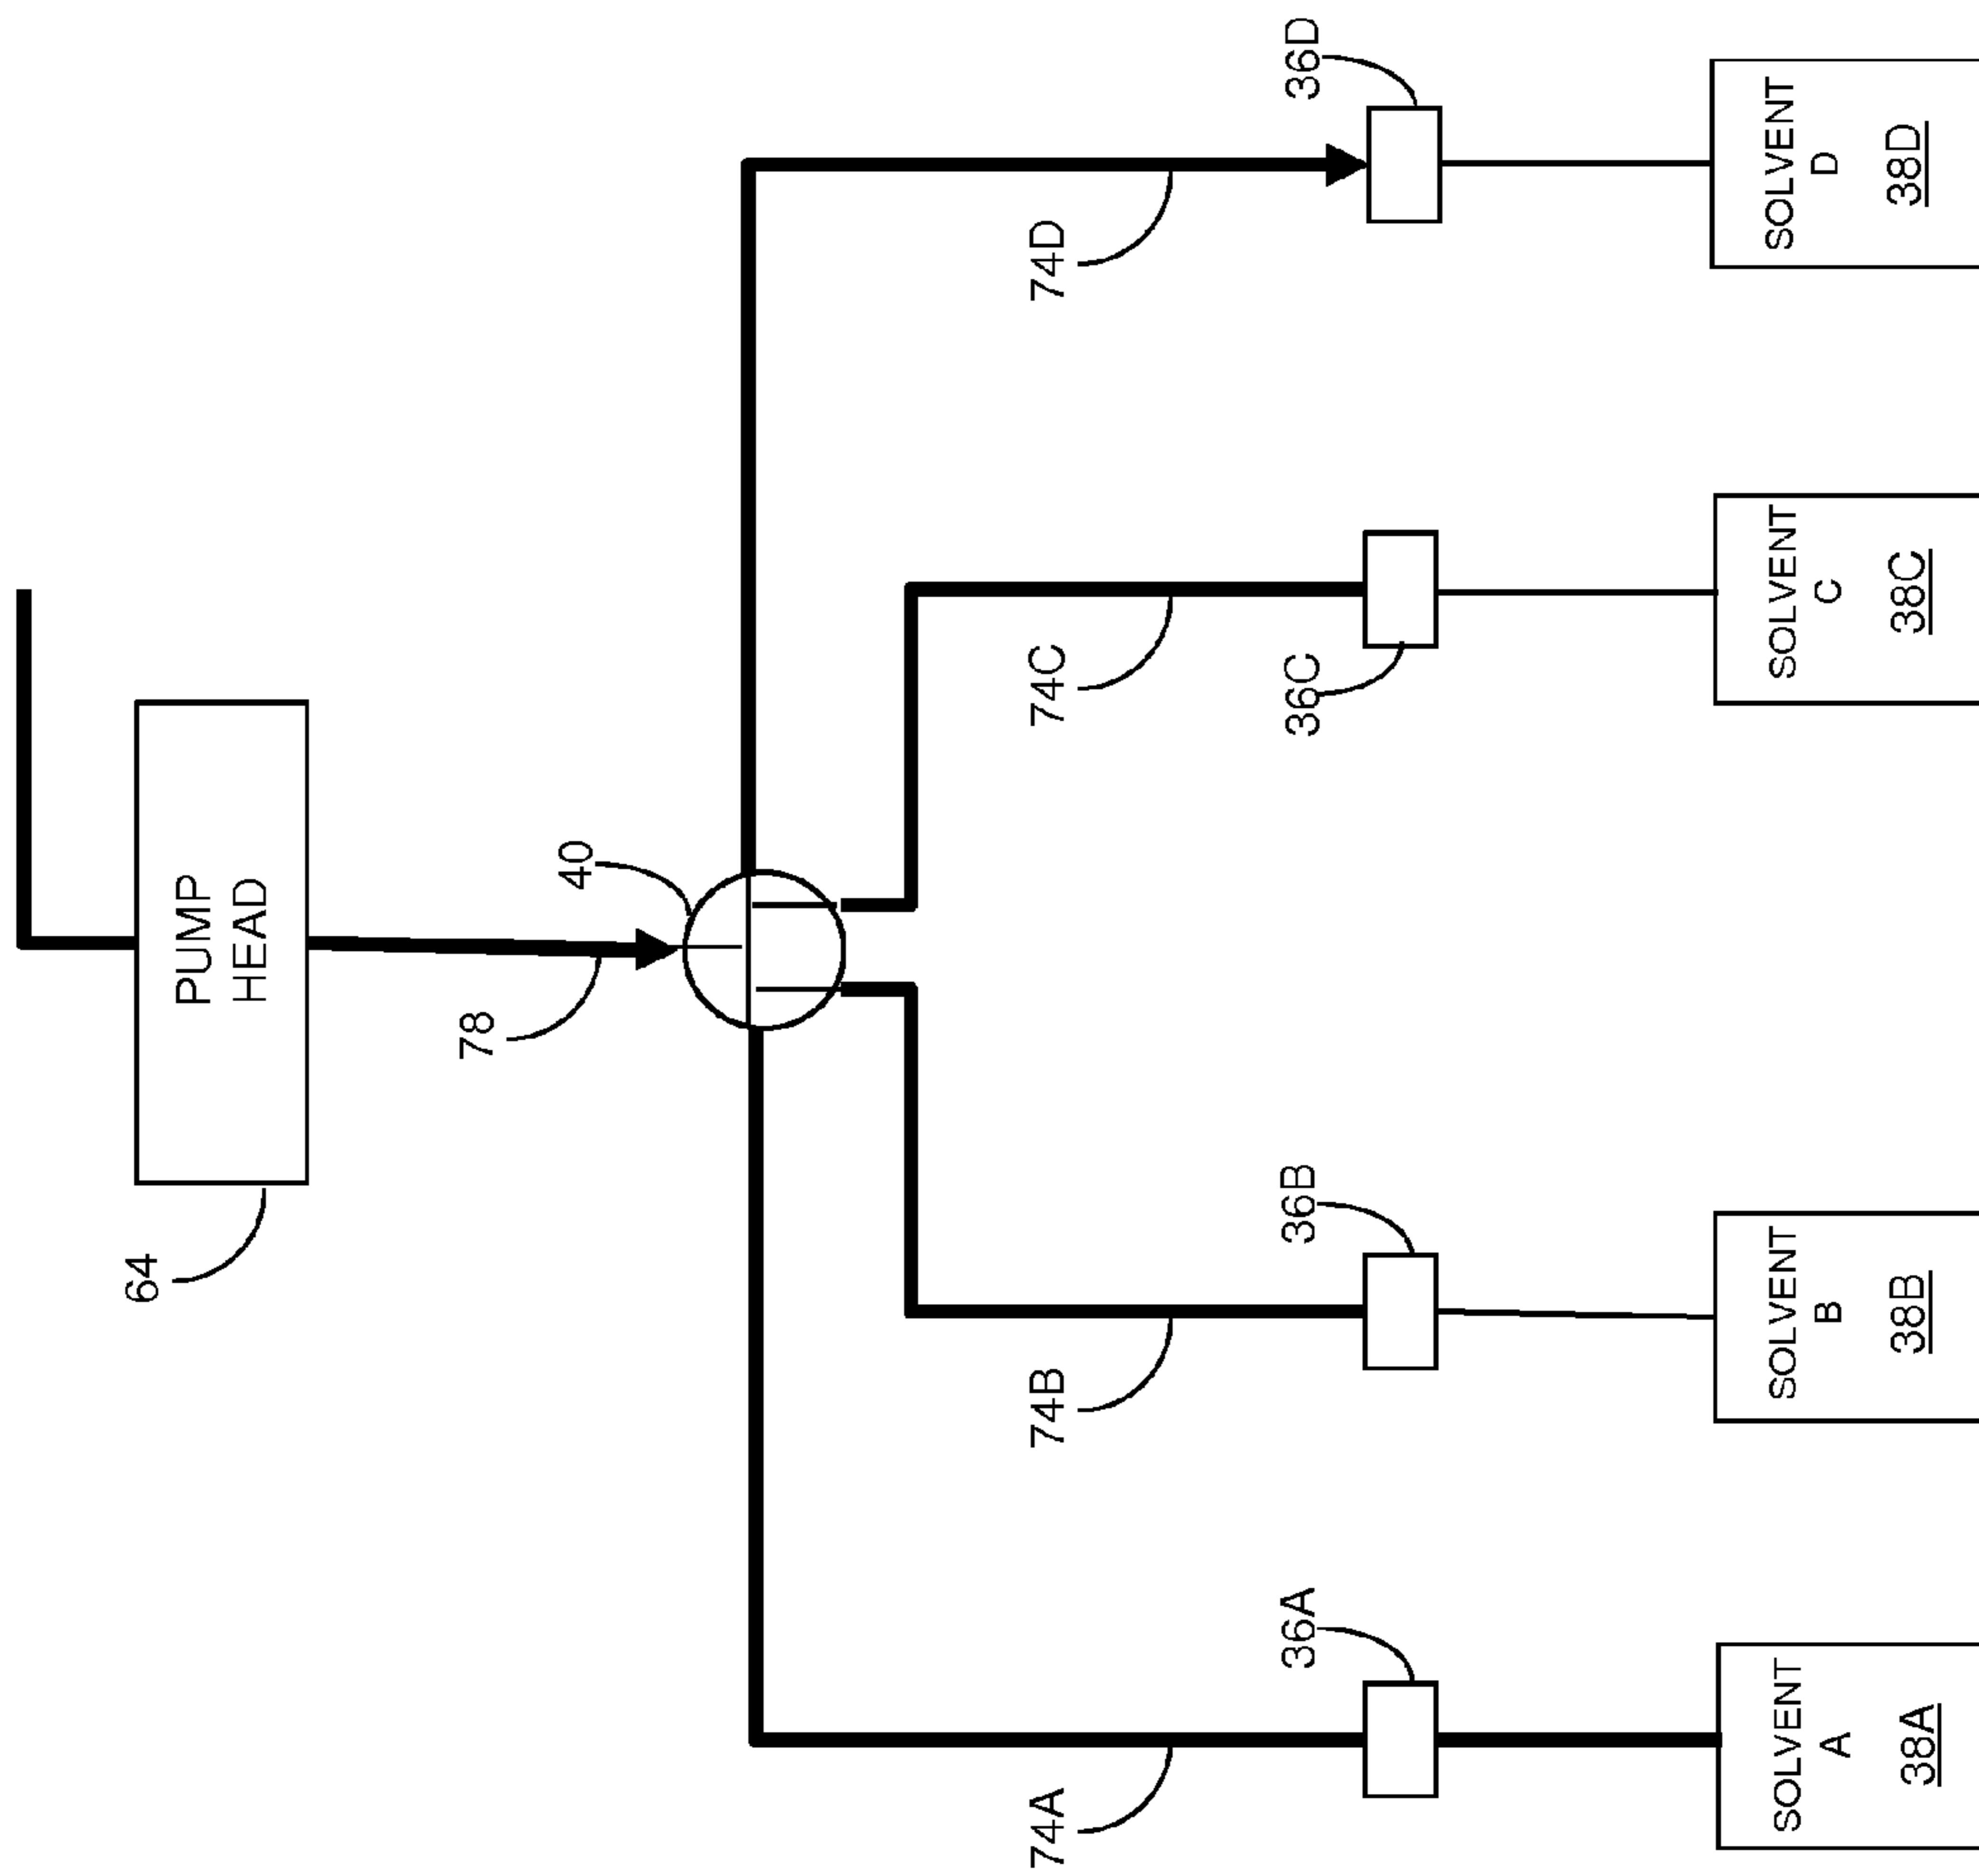 64
PUMP
HEAD
78
40
74A
74B
74C
74D
36A
36B
36C
36D
SOLVENT
A
38A
SOLVENT
B
38B
SOLVENT
C
38C
SOLVENT
D
38D